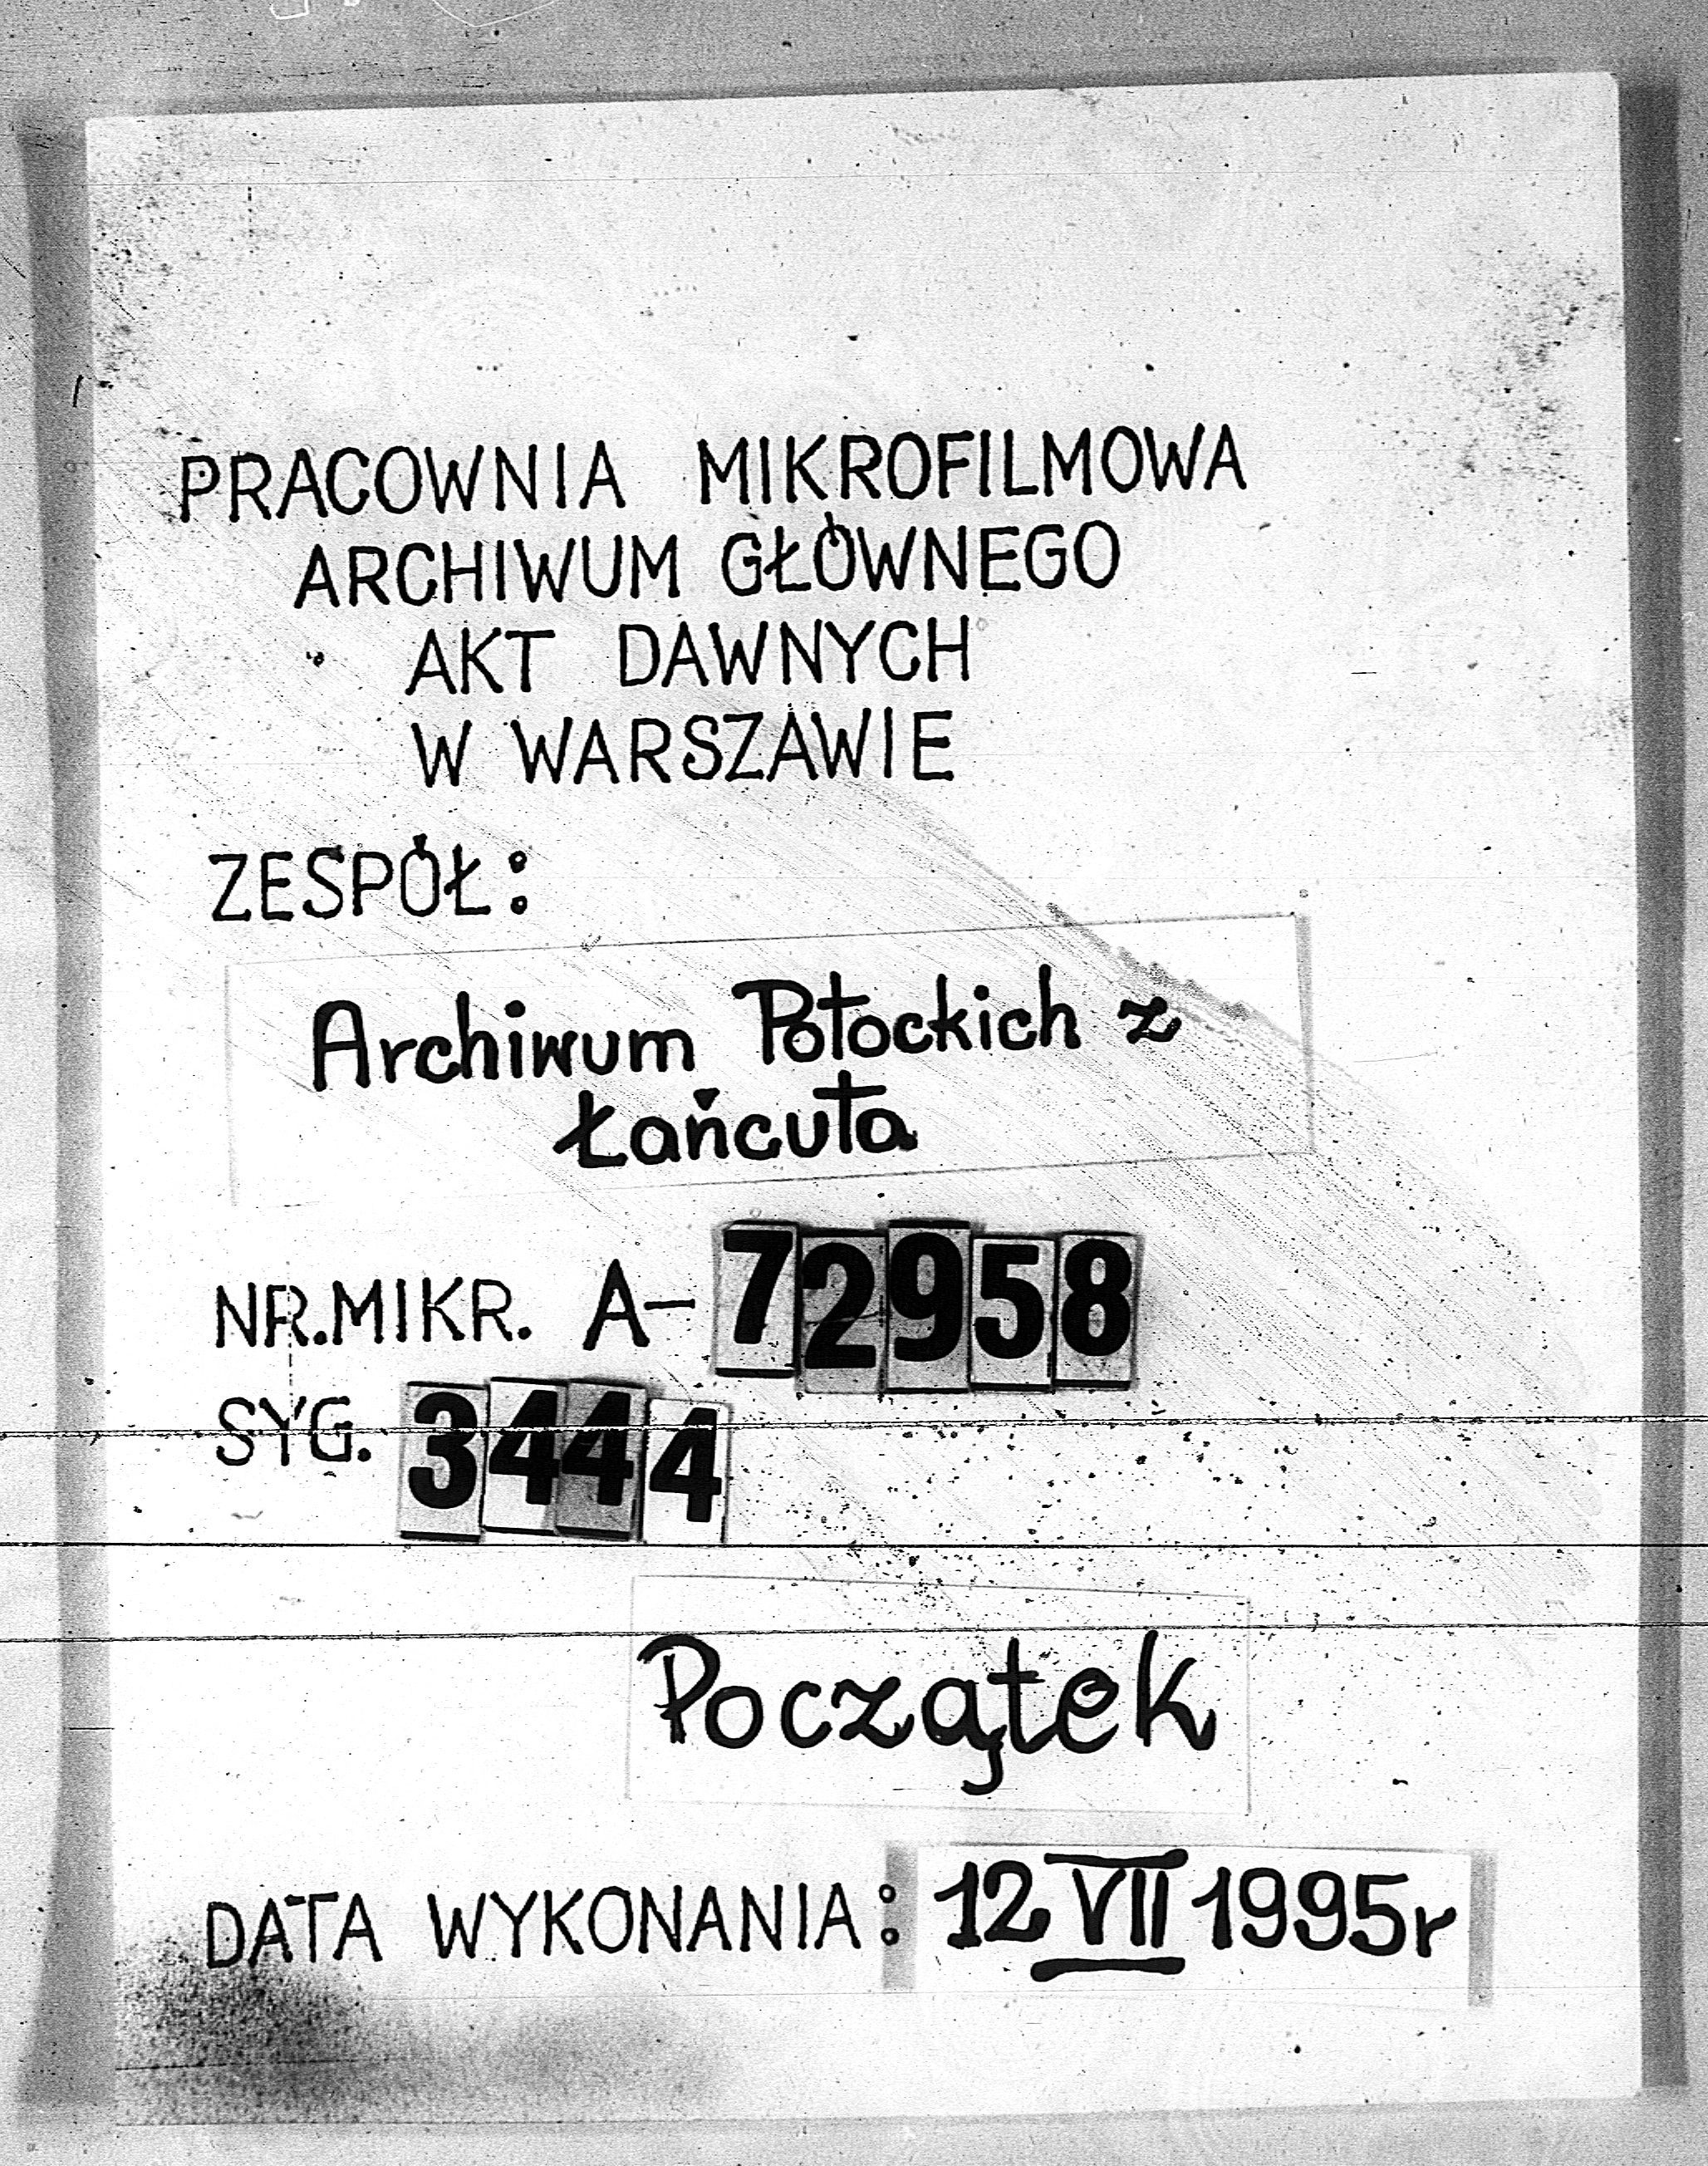 PRACOWNIA MIKROFILMOWA
ARCHIWUM GŁÓWNEGO
AKT DAWNYCH
W WARSZAWIE
ZESPÓŁ:
Archiwum Potockich z
Łańcuta
NR.MIKR. A-72958
SYG. 3444
Początek
DATA WYKONANIA: 12 VII 1995r